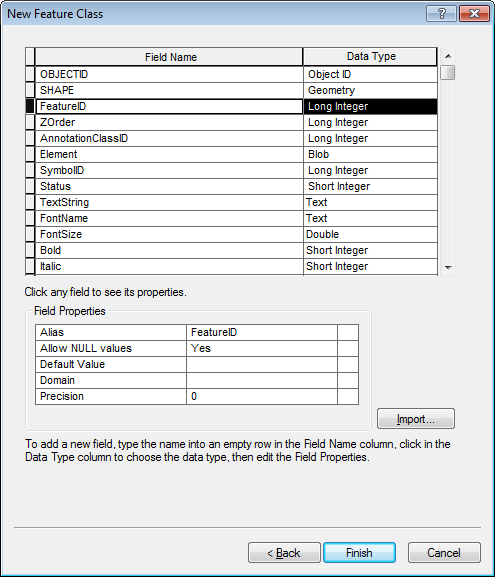 New Feature Class
Field Name Data Type
OBJECTID Object ID
SHAPE Geometry
FeatureID Long Integer
ZOrder Long Integer
AnnotationClassID Long Integer
Element Blob
SymbolID Long Integer
Status Short Integer
TextString Text
FontName Text
FontSize Double
Bold Short Integer
Italic Short Integer
Click any field to see its properties.
Field Properties
Alias FeatureID
Allow NULL values Yes
Default Value
Domain
Precision 0
Import...
To add a new field, type the name into an empty row in the Field Name column, click in the
Data Type column to choose the data type, then edit the Field Properties.
< Back Finish Cancel